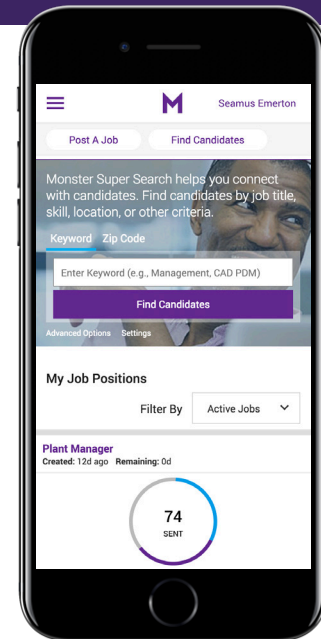 M
Seamus Emerton
Post A Job
Find Candidates
Monster Super Search helps you connect
with candidates. Find candidates by job title,
skill, location, or other criteria.
Keyword Zip Code
Enter Keyword (e.g., Management, CAD PDM)
Find Candidates
Advanced Options Settings
My Job Positions
Filter By Active Jobs
Plant Manager
Created: 12d ago Remaining: 0d
74
SENT